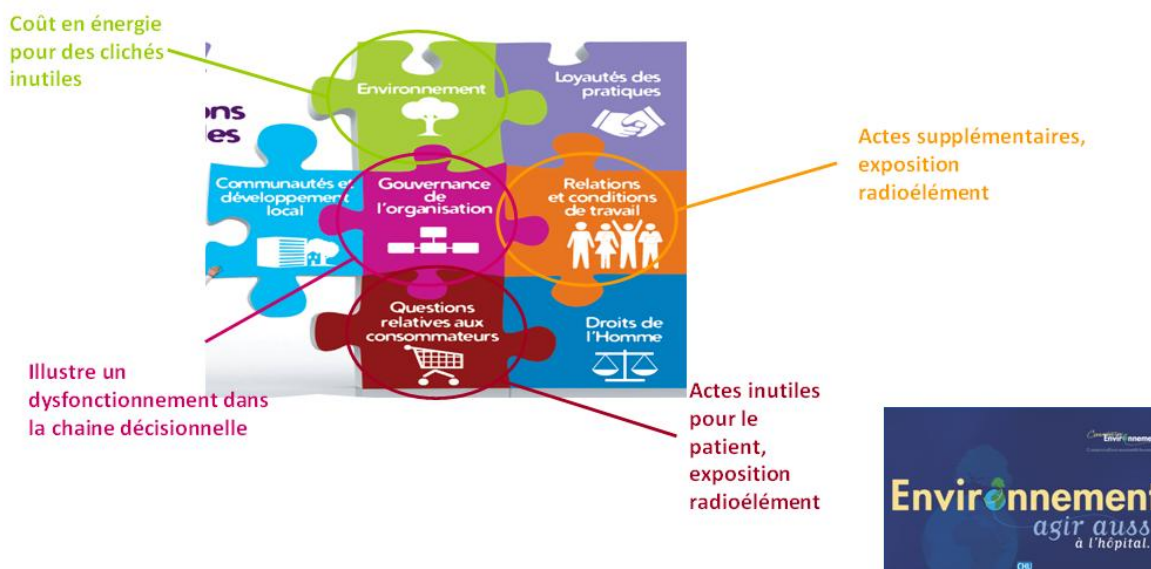 Coût en énergie
pour des clichés
inutiles
Environnement
Loyautés des
pratiques
Communautés et
développement
local
Gouvernance
de
l'organisation
Relations
et conditions
de travail
Actes supplémentaires,
exposition
radioélément
Questions
relatives aux
consommateurs
Droits de
l'Homme
Illustre un
dysfonctionnement dans
la chaine décisionnelle
Actes inutiles
pour le
patient,
exposition
radioélément
Environnement
agir auss
à l'hôpital.
CHU